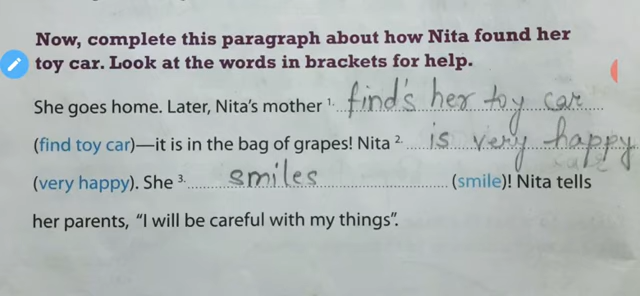 Now, complete this paragraph about how Nita found her
toy car. Look at the words in brackets for help.
She goes home. Later, Nita's mother 1. find's her toy car
(find toy car)—it is in the bag of grapes! Nita 2. is very happy
(very happy). She 3. smiles (smile)! Nita tells
her parents, "I will be careful with my things".